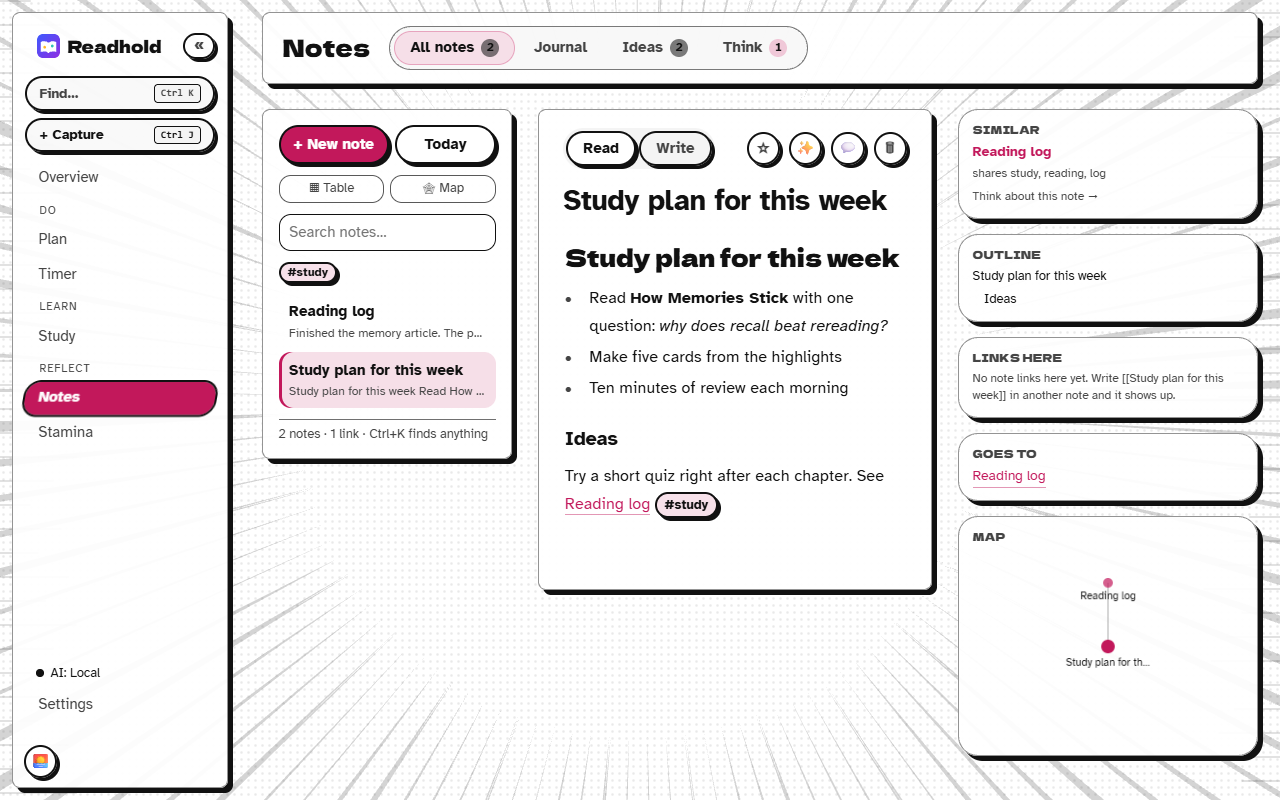 Readhold
«
Find...
Ctrl K
+ Capture
Ctrl J
Overview
DO
Plan
Timer
LEARN
Study
REFLECT
Notes
Stamina
AI: Local
Settings
Notes
All notes 2
Journal
Ideas 2
Think 1
+ New note
Today
Table
Map
Search notes...
#study
Reading log
Finished the memory article. The p...
Study plan for this week
Study plan for this week Read How ...
2 notes · 1 link · Ctrl+K finds anything
Read
Write
Study plan for this week
Study plan for this week
• Read How Memories Stick with one
question: why does recall beat rereading?
• Make five cards from the highlights
• Ten minutes of review each morning
Ideas
Try a short quiz right after each chapter. See
Reading log #study
SIMILAR
Reading log
shares study, reading, log
Think about this note →
OUTLINE
Study plan for this week
Ideas
LINKS HERE
No note links here yet. Write [[Study plan for this
week]] in another note and it shows up.
GOES TO
Reading log
MAP
Reading log
Study plan for th...